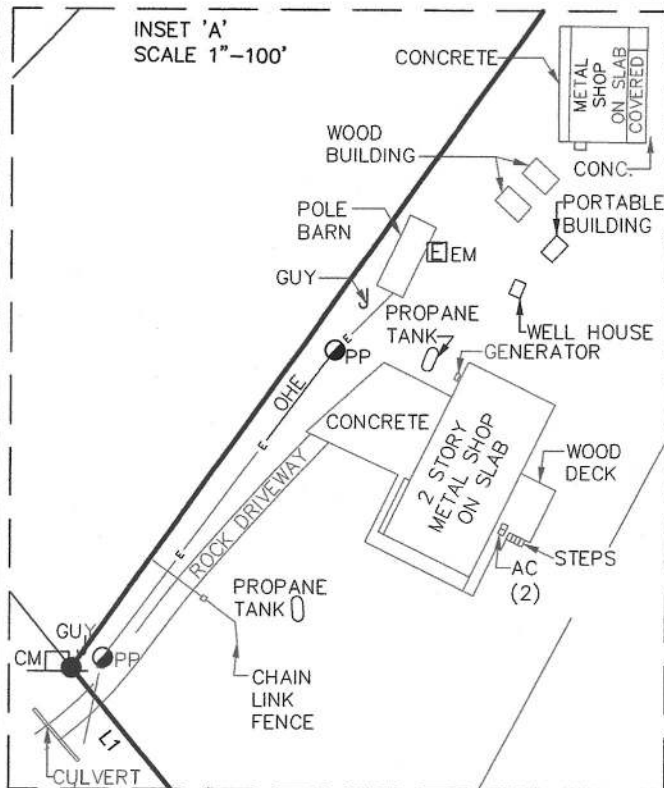 INSET 'A'
SCALE 1"-100'
CONCRETE
METAL
SHOP
ON SLAB
COVERED
WOOD
BUILDING
CONC.
POLE
BARN
PORTABLE
BUILDING
E
EM
GUY
PROPANE
TANK
WELL HOUSE
E
PP
GENERATOR
OHE
CONCRETE
2 STORY
METAL SHOP
ON SLAB
WOOD
DECK
E
ROCK DRIVEWAY
E
STEPS
AC
(2)
PROPANE
TANK
GUY
CM
PP
CHAIN
LINK
FENCE
L1
CULVERT